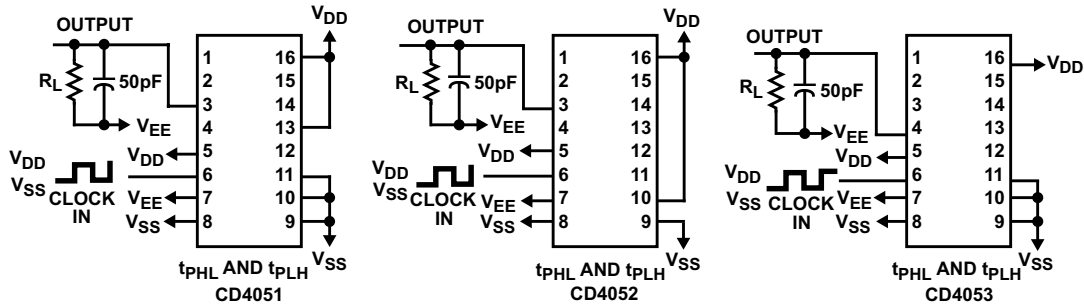 OUTPUT
R_L
50pF
V_EE
V_DD
V_DD
V_SS
CLOCK
IN
V_EE
V_SS
1
2
3
4
5
6
7
8
16
15
14
13
12
11
10
9
V_DD
V_SS
t_PHL AND t_PLH
CD4051
OUTPUT
R_L
50pF
V_EE
V_DD
V_DD
V_SS
CLOCK
IN
V_EE
V_SS
1
2
3
4
5
6
7
8
16
15
14
13
12
11
10
9
V_DD
V_SS
t_PHL AND t_PLH
CD4052
OUTPUT
R_L
50pF
V_EE
V_DD
V_DD
V_SS
CLOCK
IN
V_EE
V_SS
1
2
3
4
5
6
7
8
16
15
14
13
12
11
10
9
V_DD
V_SS
t_PHL AND t_PLH
CD4053